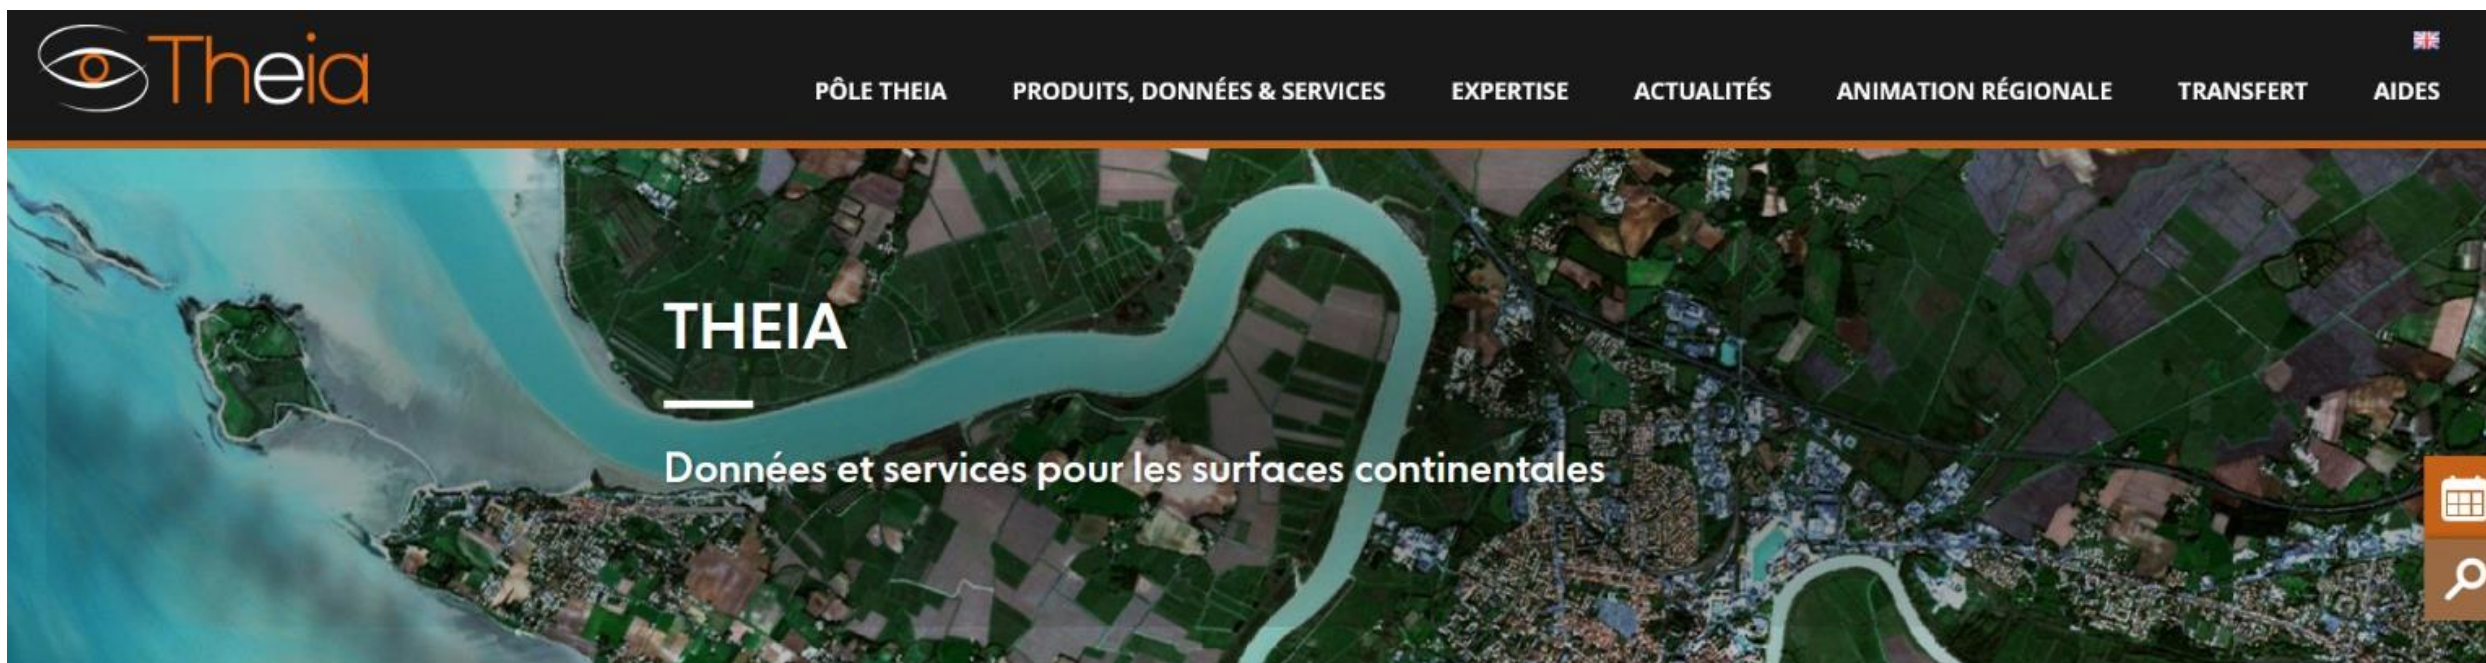 Theia
PÔLE THEIA PRODUITS, DONNÉES & SERVICES EXPERTISE ACTUALITÉS ANIMATION RÉGIONALE TRANSFERT AIDES
THEIA
Données et services pour les surfaces continentales